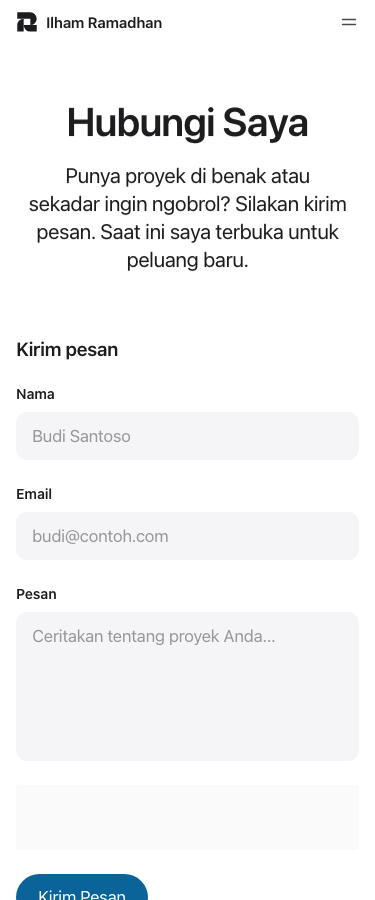 Ilham Ramadhan
Hubungi Saya
Punya proyek di benak atau
sekadar ingin ngobrol? Silakan kirim
pesan. Saat ini saya terbuka untuk
peluang baru.
Kirim pesan
Nama
Budi Santoso
Email
budi@contoh.com
Pesan
Ceritakan tentang proyek Anda...
Kirim Pesan